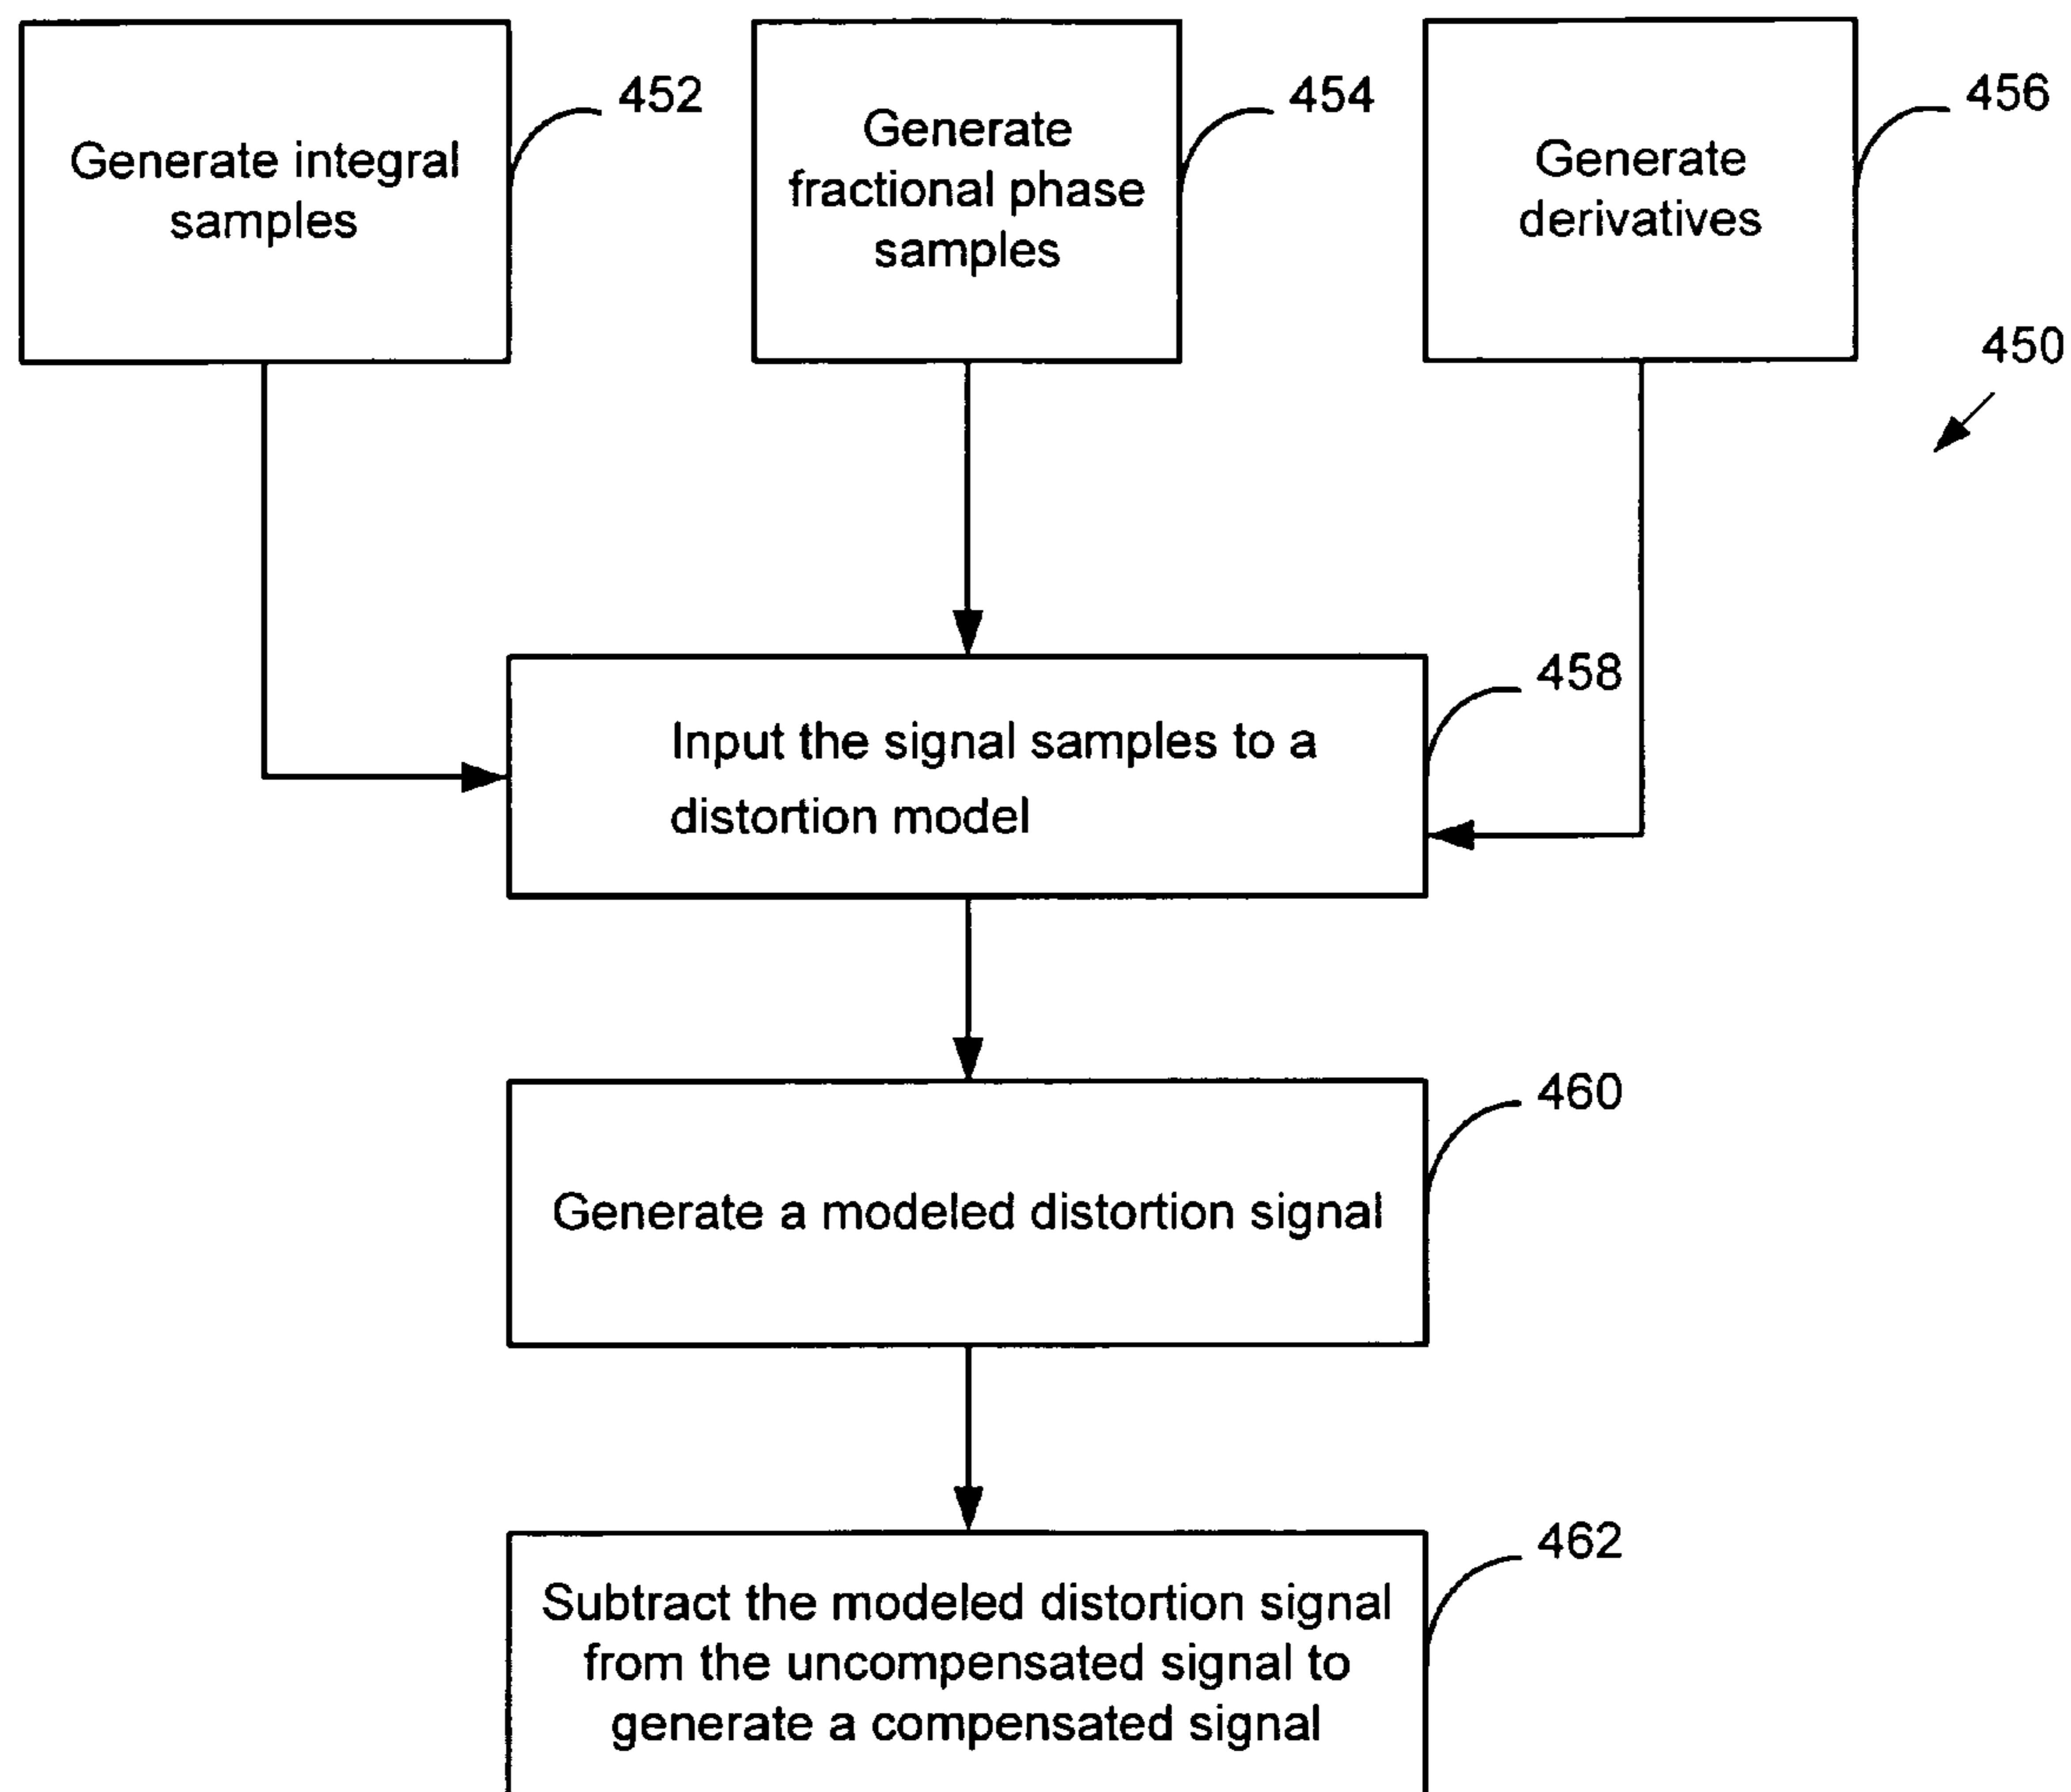 Generate integral
samples
452
Generate
fractional phase
samples
454
Generate
derivatives
456
450
Input the signal samples to a
distortion model
458
Generate a modeled distortion signal
460
Subtract the modeled distortion signal
from the uncompensated signal to
generate a compensated signal
462